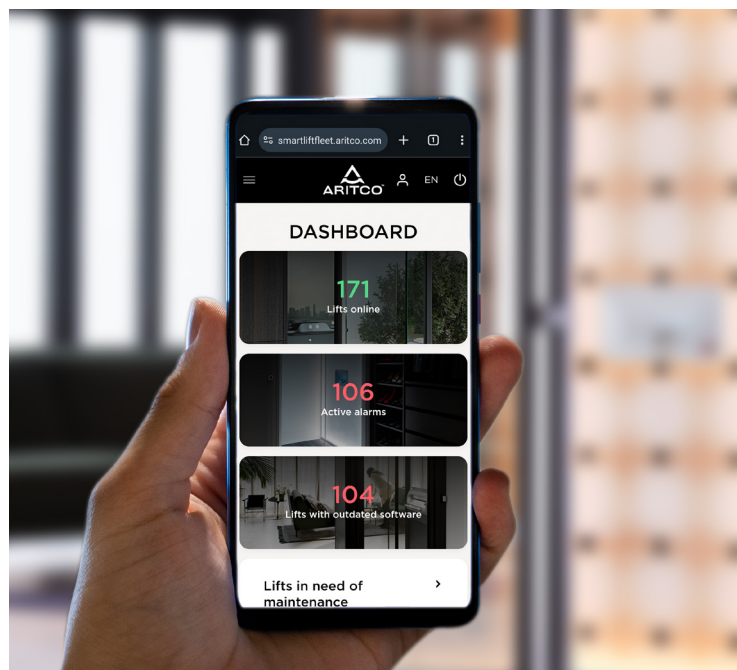 smartliftfleet.aritco.com
1
ARITCO
EN
DASHBOARD
171
Lifts online
106
Active alarms
104
Lifts with outdated software
Lifts in need of
maintenance